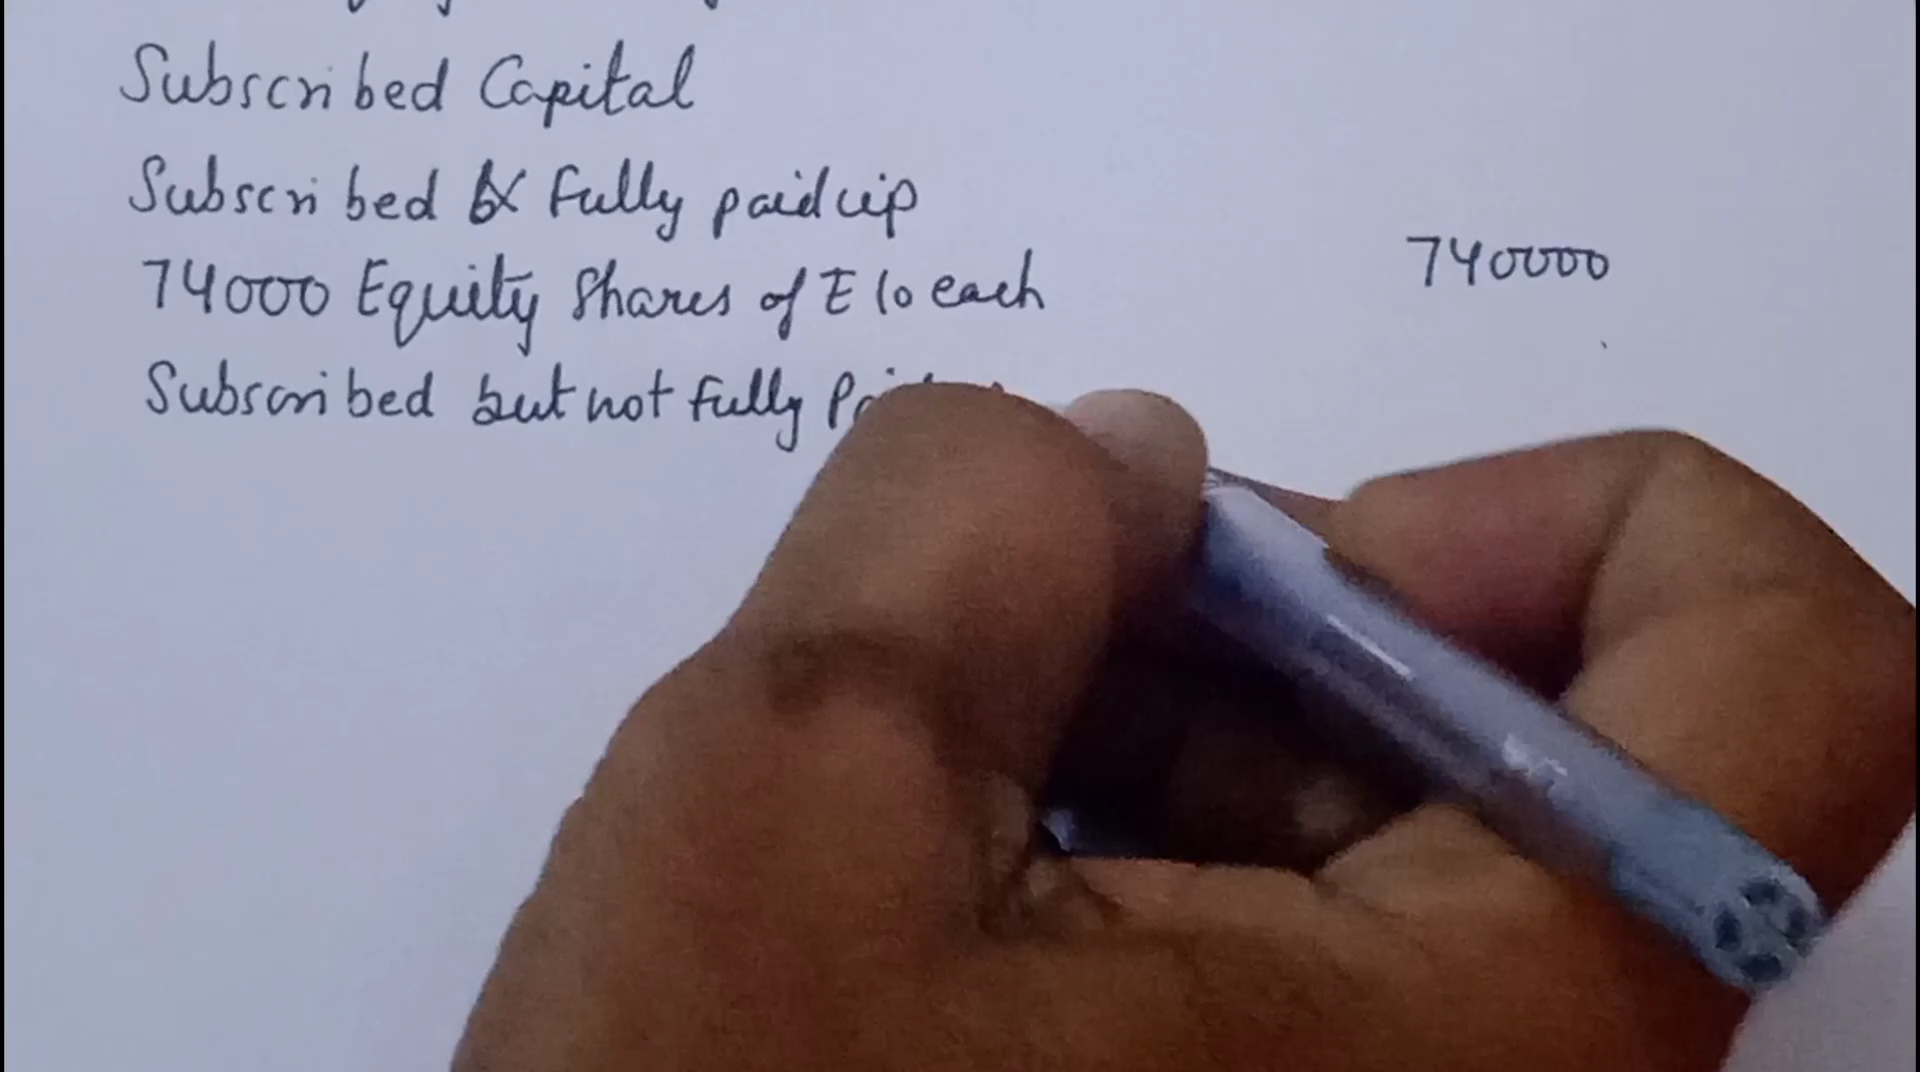 Subscribed Capital
Subscribed & Fully paid up
74000 Equity Shares of ₹ 10 each 740000
Subscribed but not fully